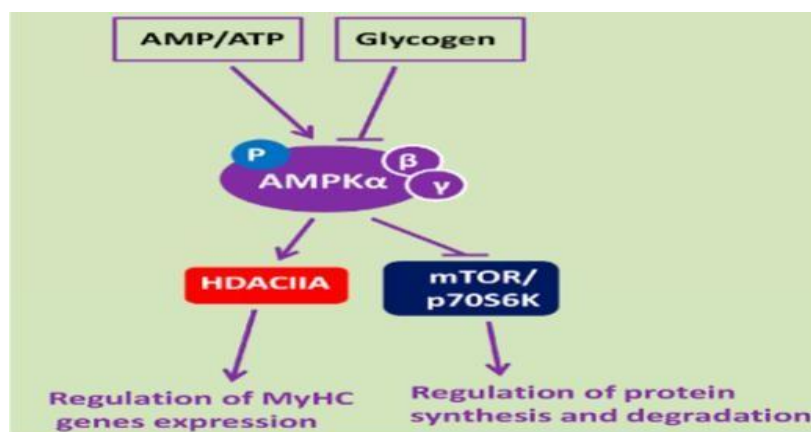 AMP/ATP
Glycogen
P
β
AMPKα
γ
HDACIIA
mTOR/
p70S6K
Regulation of MyHC
genes expression
Regulation of protein
synthesis and degradation